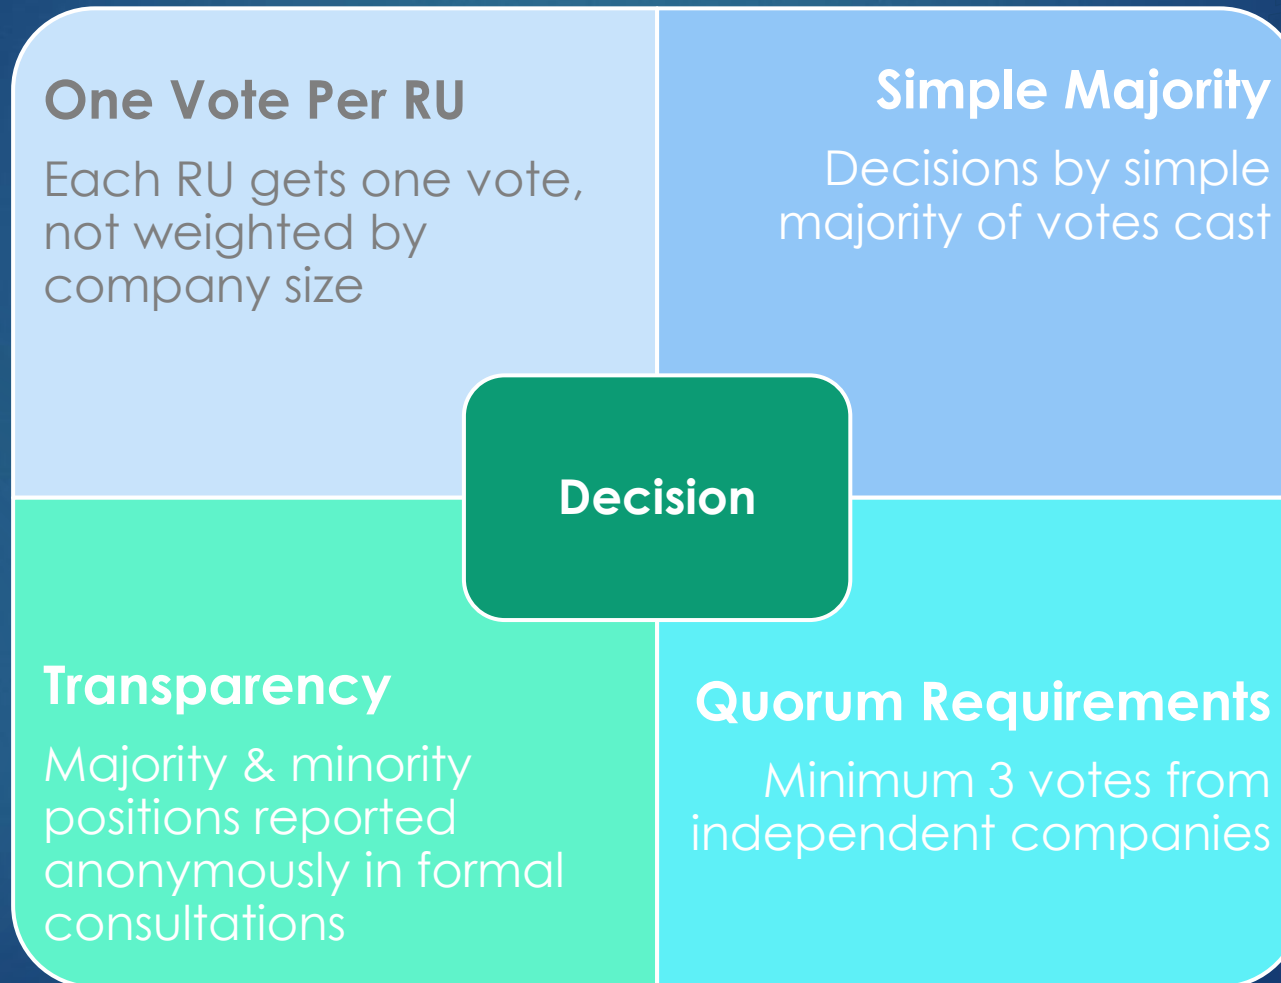 One Vote Per RU
Each RU gets one vote,
not weighted by
company size
Simple Majority
Decisions by simple
majority of votes cast
Decision
Transparency
Majority & minority
positions reported
anonymously in formal
consultations
Quorum Requirements
Minimum 3 votes from
independent companies